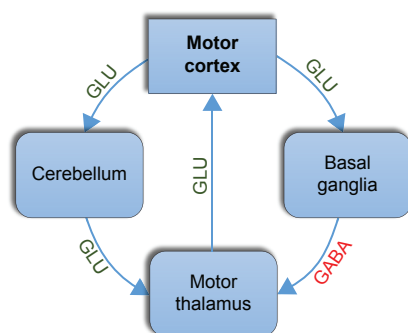 Motor
cortex
GLU
GLU
Cerebellum
GLU
Basal
ganglia
GLU
GABA
Motor
thalamus